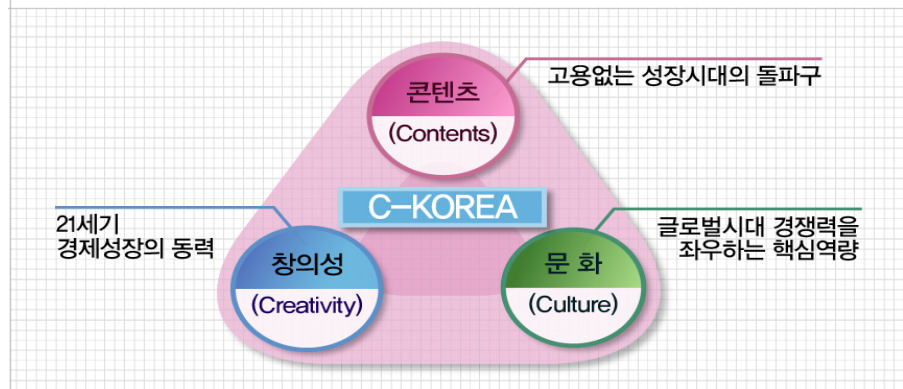 콘텐츠
(Contents)
고용없는 성장시대의 돌파구
C-KOREA
21세기
경제성장의 동력
창의성
(Creativity)
글로벌시대 경쟁력을
좌우하는 핵심역량
문 화
(Culture)